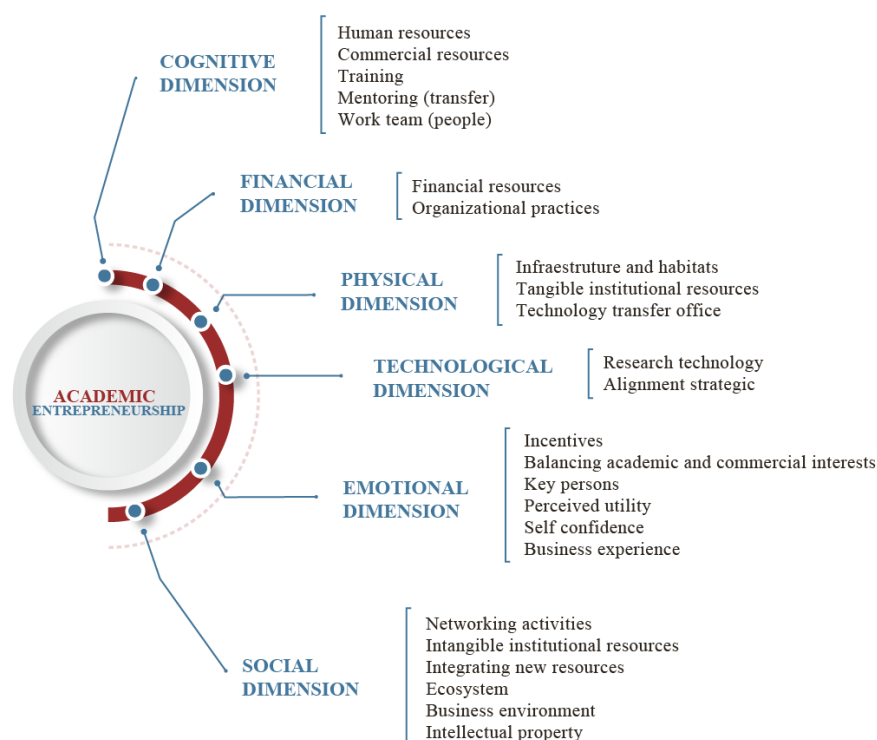 COGNITIVE
DIMENSION
Human resources
Commercial resources
Training
Mentoring (transfer)
Work team (people)
FINANCIAL
DIMENSION
Financial resources
Organizational practices
PHYSICAL
DIMENSION
Infraestruture and habitats
Tangible institutional resources
Technology transfer office
TECHNOLOGICAL
DIMENSION
Research technology
Alignment strategic
ACADEMIC
ENTREPRENEURSHIP
EMOTIONAL
DIMENSION
Incentives
Balancing academic and commercial interests
Key persons
Perceived utility
Self confidence
Business experience
SOCIAL
DIMENSION
Networking activities
Intangible institutional resources
Integrating new resources
Ecosystem
Business environment
Intellectual property